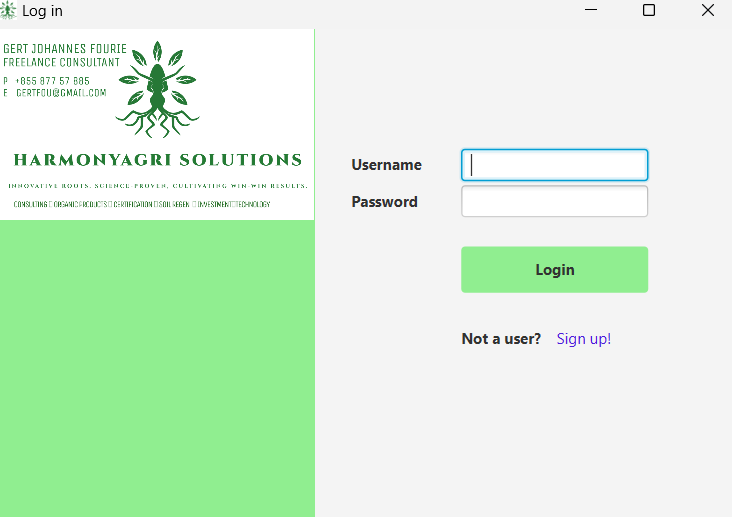 Log in
GERT JOHANNES FOURIE
FREELANCE CONSULTANT
P +855 877 57 885
E GERTFOU@GMAIL.COM
HARMONYAGRI SOLUTIONS
INNOVATIVE ROOTS. SCIENCE-PROVEN, CULTIVATING WIN-WIN RESULTS.
CONSULTING ▯ ORGANIC PRODUCTS ▯ CERTIFICATION ▯ SOIL REGEN ▯ INVESTMENT ▯ TECHNOLOGY
Username
Password
Login
Not a user? Sign up!